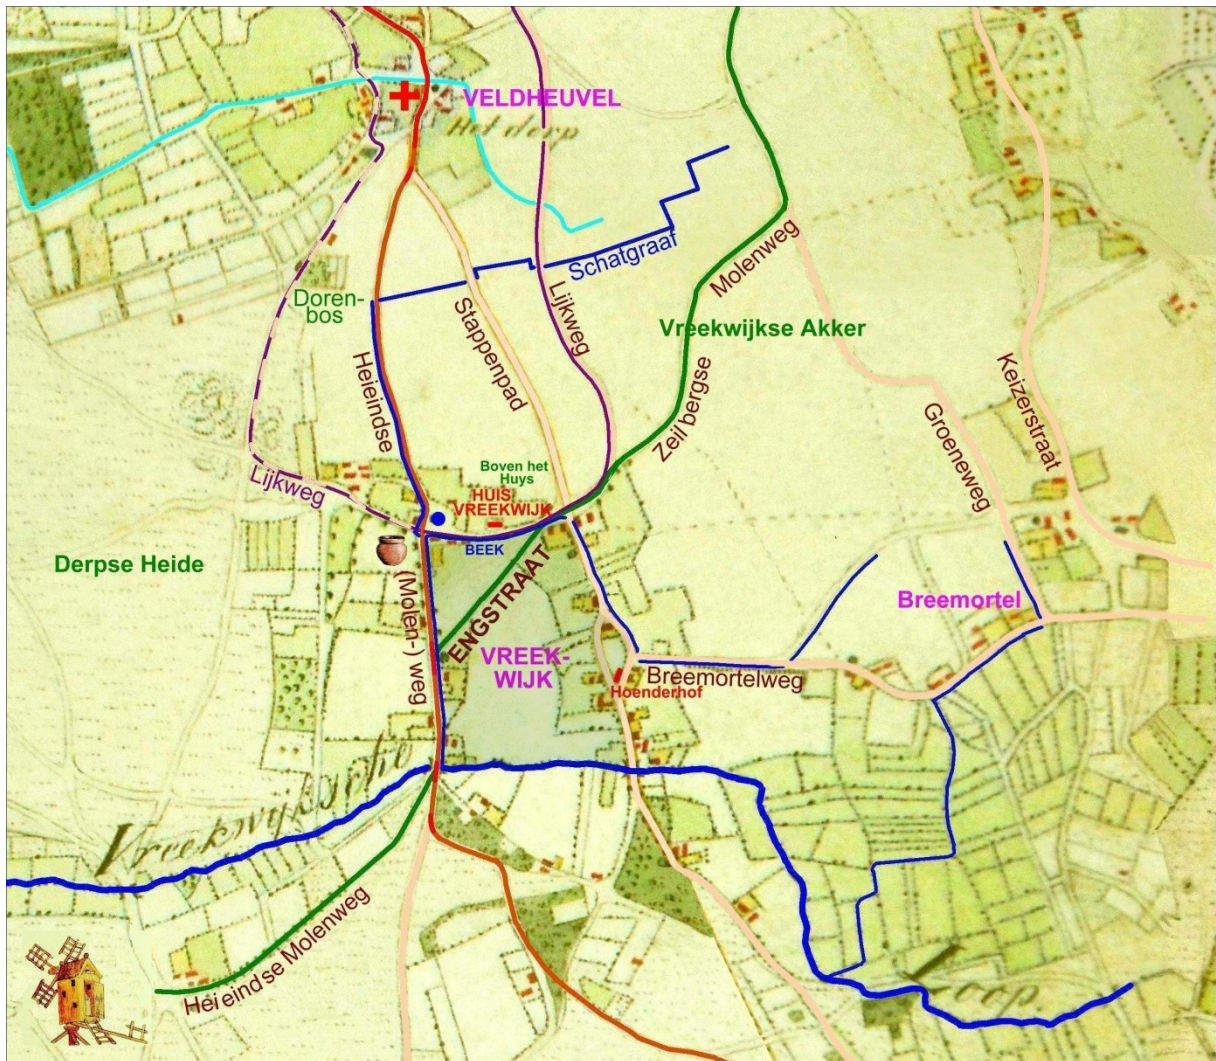 VELDHEUVEL
Het derp
Schatgraaf
Molenweg
Doren-
bos
Lijkweg
Stappenpad
Vreekwijkse Akker
Heieindse
Keizerstraat
Zeilbergse
Groeneweg
Boven het
Huys
Lijkweg
HUIS
VREEKWIJK
BEEK
Derpse Heide
ENGSTRAAT
(Molen-) weg
Breemortel
VREEK-
WIJK
Breemortelweg
Hoenderhof
Vreekwijksche
Heieindse Molenweg
Loop